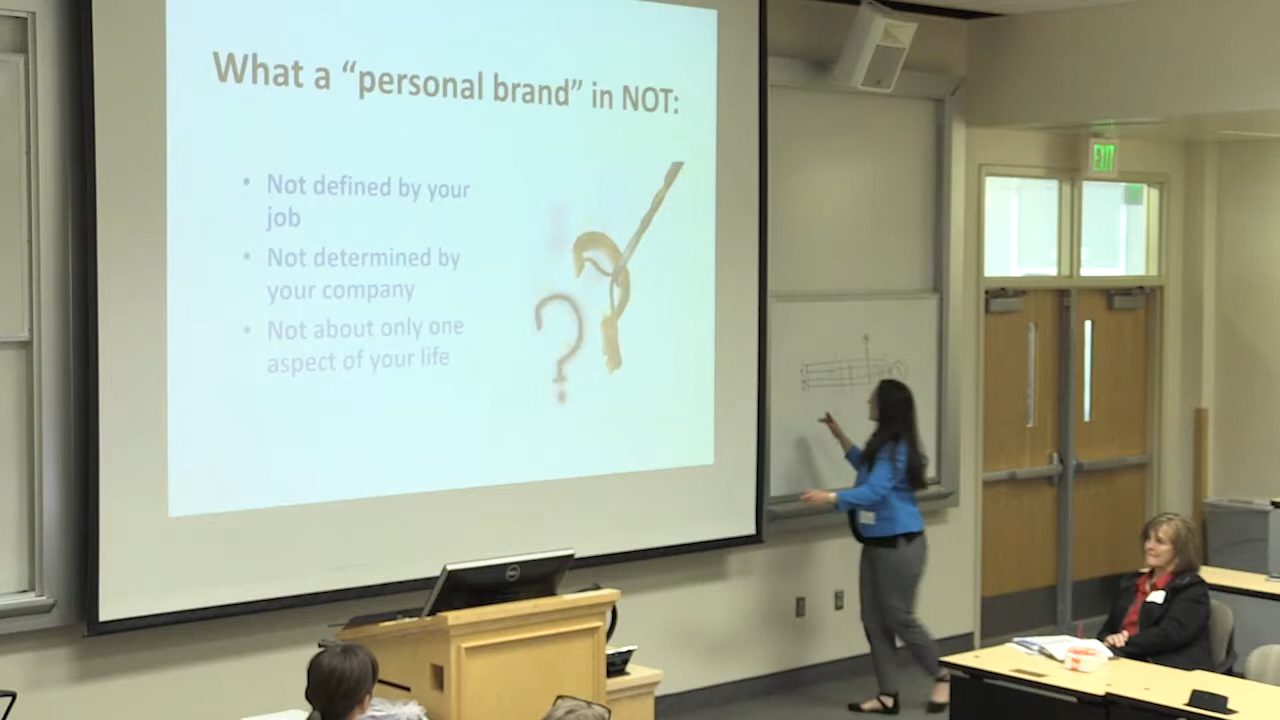 What a “personal brand” in NOT:
• Not defined by your
job
• Not determined by
your company
• Not about only one
aspect of your life
EXIT
DELL